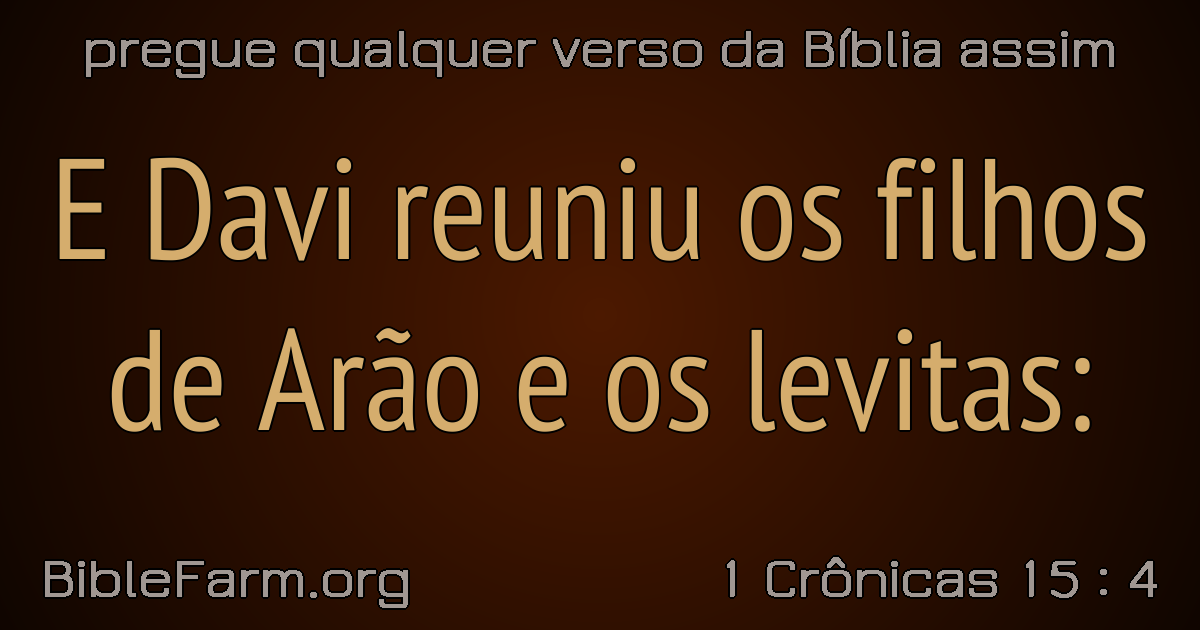 pregue qualquer verso da Bíblia assim
E Davi reuniu os filhos
de Arão e os levitas:
BibleFarm.org
1 Crônicas 15 : 4